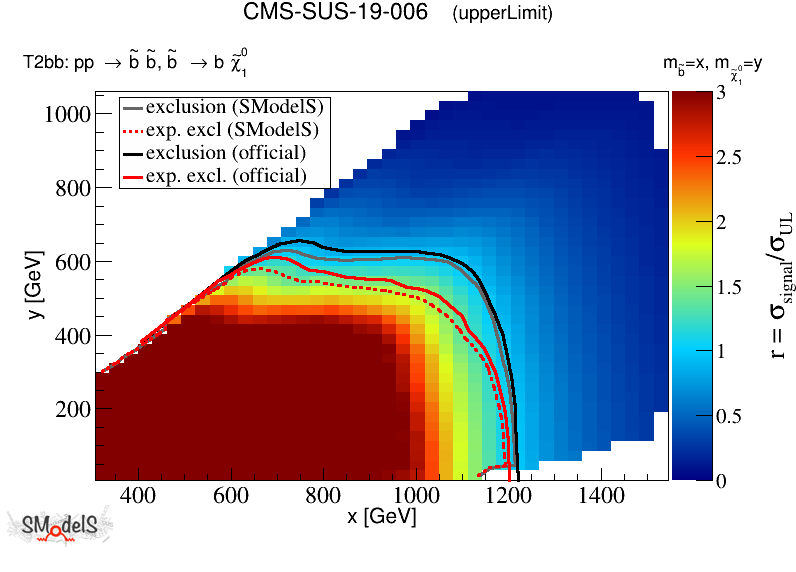 CMS-SUS-19-006 (upperLimit)
T2bb: pp → b̃ b̃, b̃ → b χ̃₁⁰
m_b̃=x, m_χ̃₁⁰=y
exclusion (SModelS)
exp. excl (SModelS)
exclusion (official)
exp. excl. (official)
1000
800
600
400
200
y [GeV]
400 600 800 1000 1200 1400
x [GeV]
3
2.5
2
1.5
1
0.5
0
r = σ_signal/σ_UL
SModelS